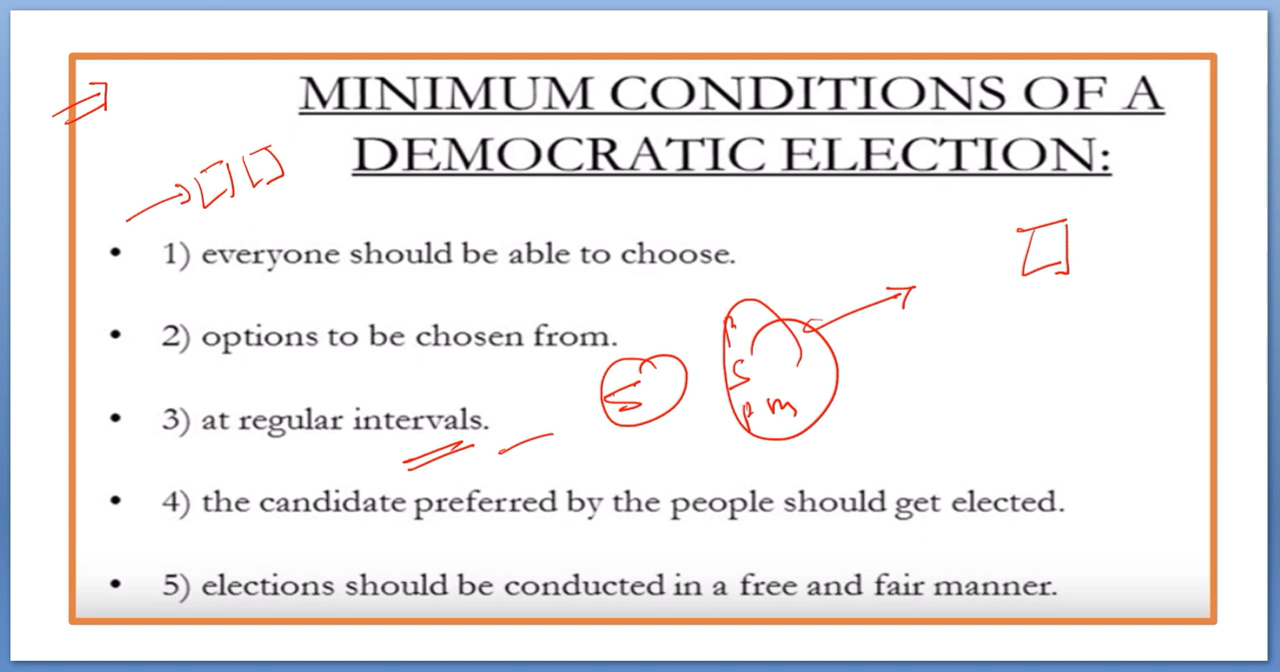 MINIMUM CONDITIONS OF A
DEMOCRATIC ELECTION:
• 1) everyone should be able to choose.
• 2) options to be chosen from.
• 3) at regular intervals.
• 4) the candidate preferred by the people should get elected.
• 5) elections should be conducted in a free and fair manner.